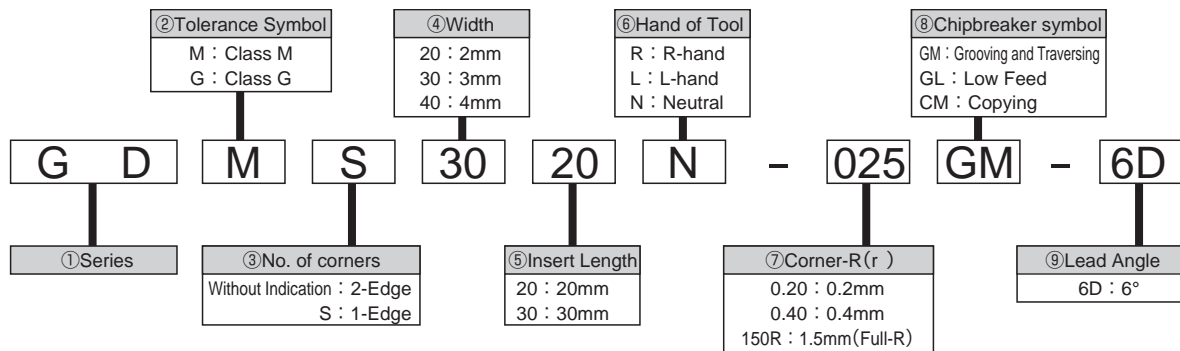 ②Tolerance Symbol
M：Class M
G：Class G
④Width
20：2mm
30：3mm
40：4mm
⑥Hand of Tool
R：R-hand
L：L-hand
N：Neutral
⑧Chipbreaker symbol
GM：Grooving and Traversing
GL：Low Feed
CM：Copying
G D M S 30 20 N - 025 GM - 6D
①Series
③No. of corners
Without Indication：2-Edge
S：1-Edge
⑤Insert Length
20：20mm
30：30mm
⑦Corner-R(r )
0.20：0.2mm
0.40：0.4mm
150R：1.5mm(Full-R)
⑨Lead Angle
6D：6°